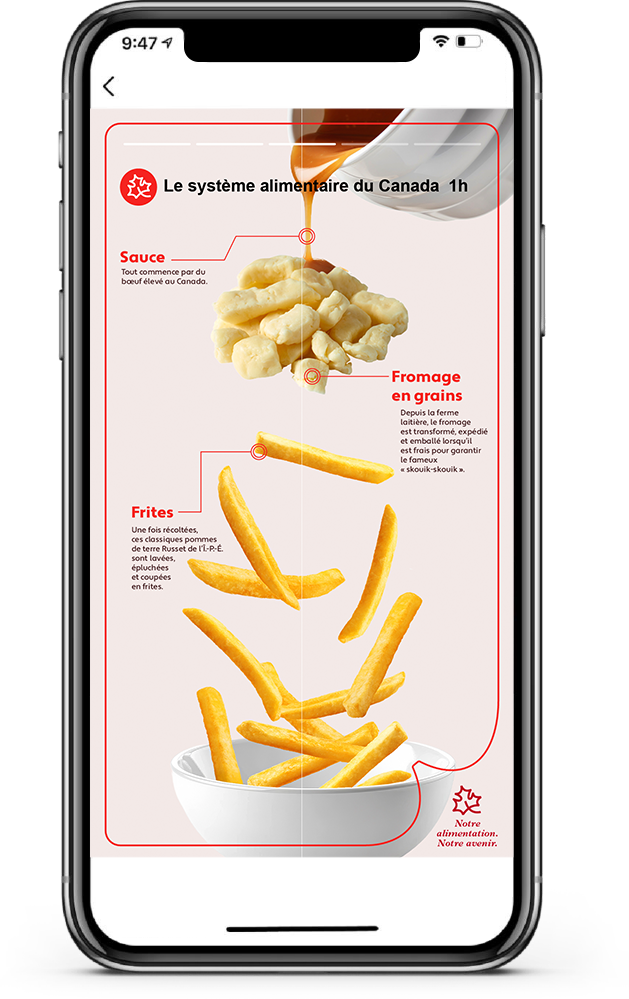 9:47
Le système alimentaire du Canada 1h
Sauce
Tout commence par du
bœuf élevé au Canada.
Fromage
en grains
Depuis la ferme
laitière, le fromage
est transformé, expédié
et emballé lorsqu'il
est frais pour garantir
le fameux
« skouik-skouik ».
Frites
Une fois récoltées,
ces classiques pommes
de terre Russet de l'Î.-P.-É.
sont lavées,
épluchées
et coupées
en frites.
Notre
alimentation.
Notre avenir.